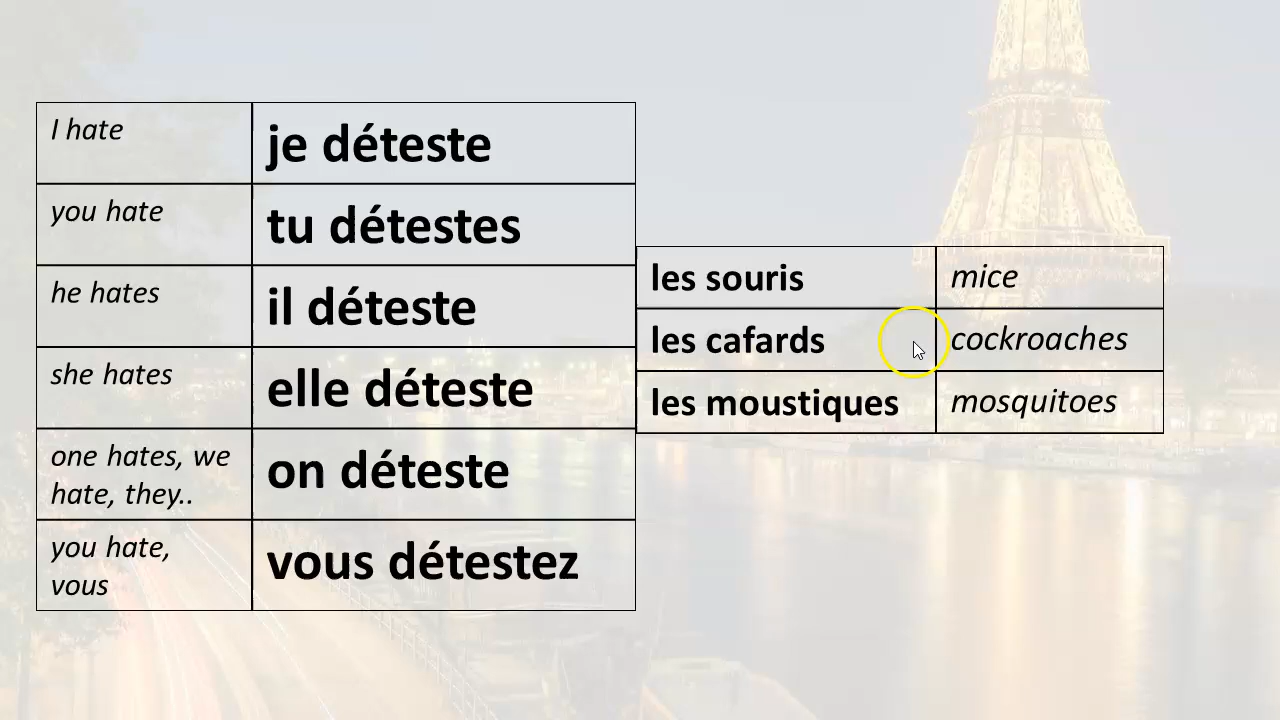 I hate
je déteste
you hate
tu détestes
he hates
il déteste
she hates
elle déteste
one hates, we
hate, they..
on déteste
you hate,
vous
vous détestez
les souris
mice
les cafards
cockroaches
les moustiques
mosquitoes